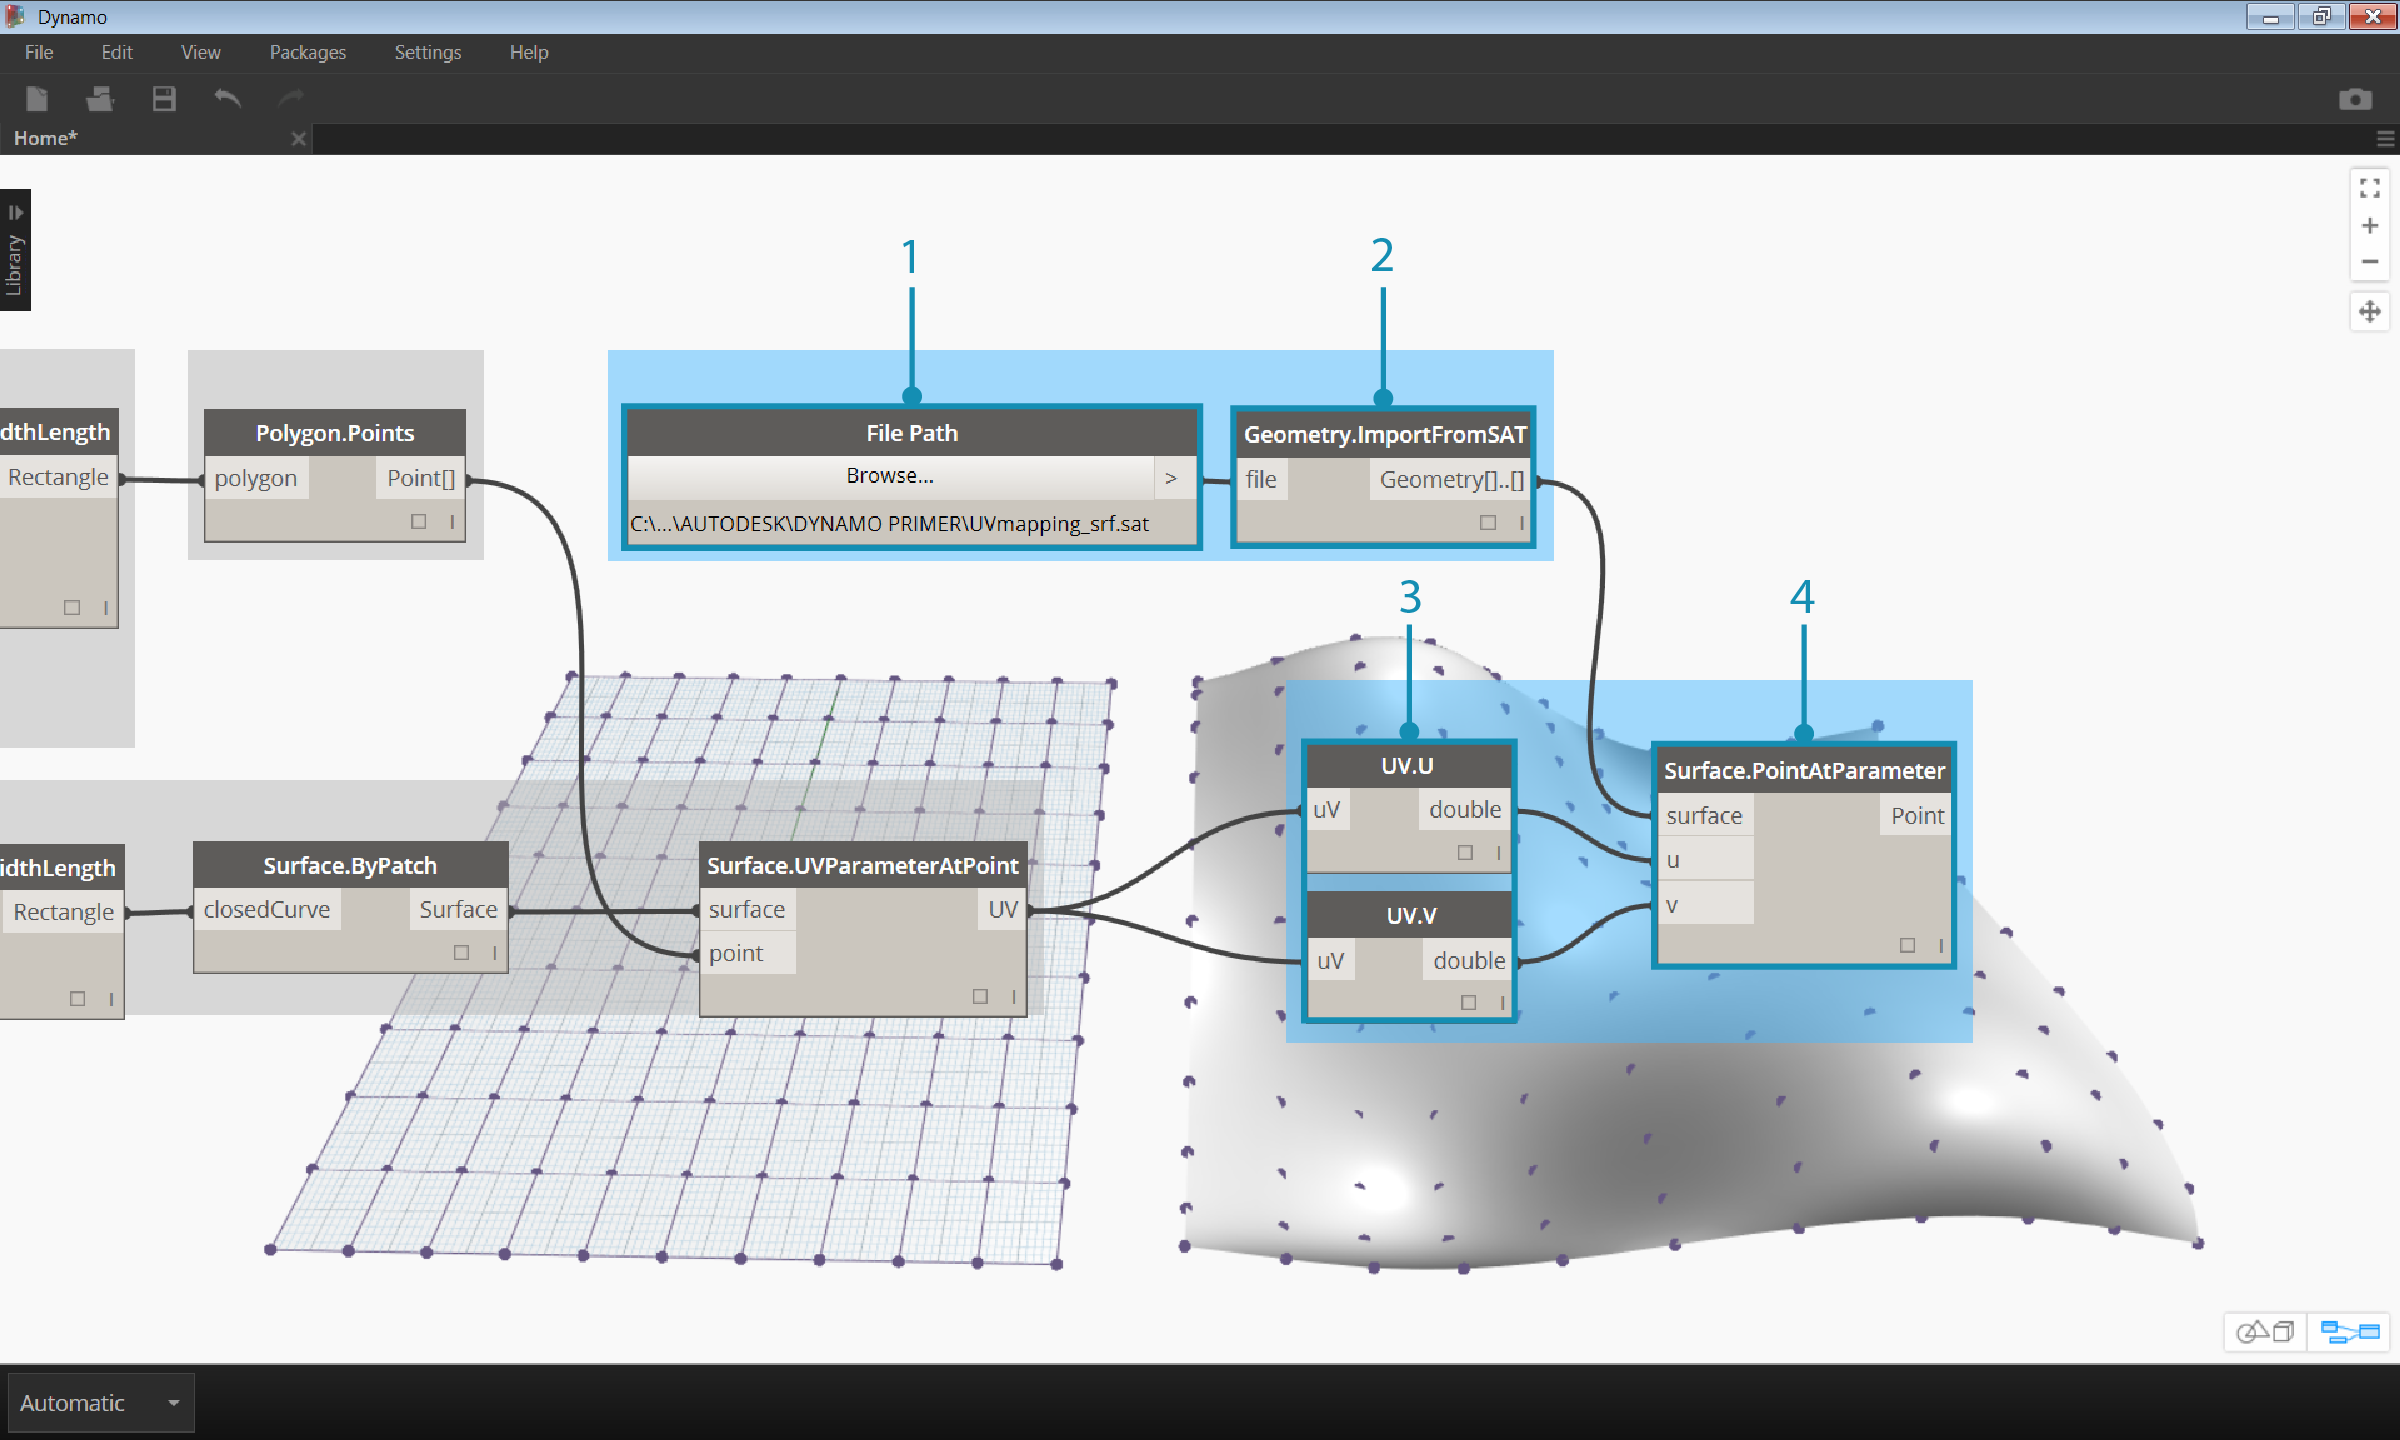 Dynamo
File Edit View Packages Settings Help
Home*
Library
1
2
dthLength
Rectangle
Polygon.Points
polygon Point[]
File Path
Browse... >
C:\...\AUTODESK\DYNAMO PRIMER\UVmapping_srf.sat
Geometry.ImportFromSAT
file Geometry[]..[]
3
4
UV.U
uV double
UV.V
uV double
Surface.PointAtParameter
surface Point
u
v
idthLength
Rectangle
Surface.ByPatch
closedCurve Surface
Surface.UVParameterAtPoint
surface UV
point
Automatic